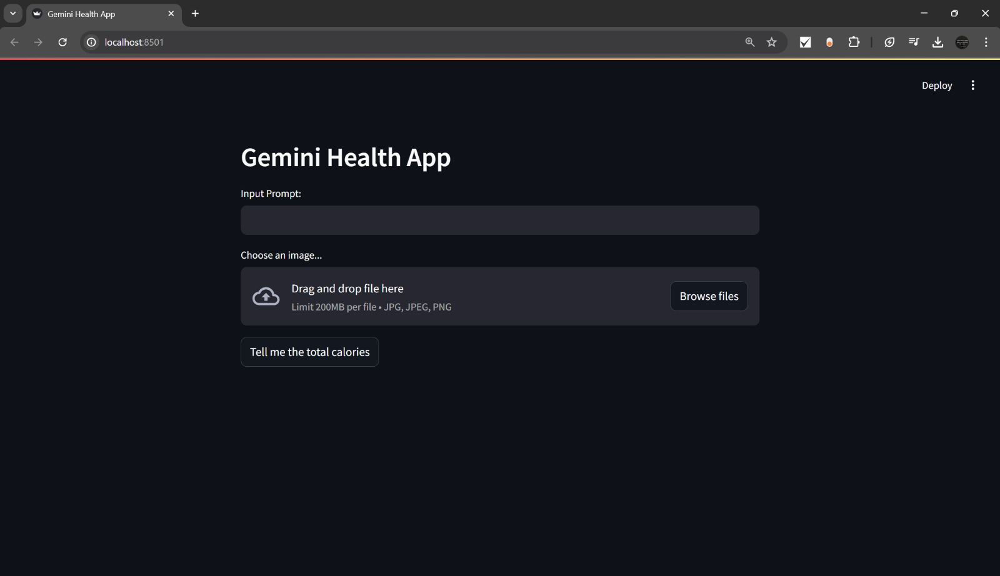 Gemini Health App
localhost:8501
Deploy
Gemini Health App
Input Prompt:
Choose an image...
Drag and drop file here
Limit 200MB per file • JPG, JPEG, PNG
Browse files
Tell me the total calories